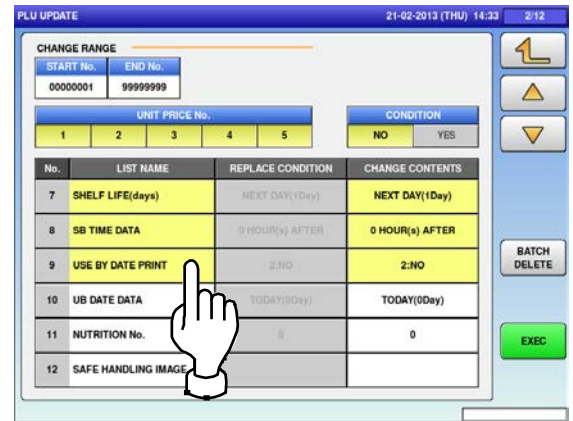 PLU UPDATE 21-02-2013 (THU) 14:33 2/12
CHANGE RANGE
START No. END No.
00000001 99999999
UNIT PRICE No. CONDITION
1 2 3 4 5 NO YES
No. LIST NAME REPLACE CONDITION CHANGE CONTENTS
7 SHELF LIFE(days) NEXT DAY(1Day) NEXT DAY(1Day)
8 SB TIME DATA 0 HOUR(s) AFTER 0 HOUR(s) AFTER
9 USE BY DATE PRINT 2:NO 2:NO
BATCH
DELETE
10 UB DATE DATA TODAY(0Day) TODAY(0Day)
11 NUTRITION No. 0 0
EXEC
12 SAFE HANDLING IMAGE